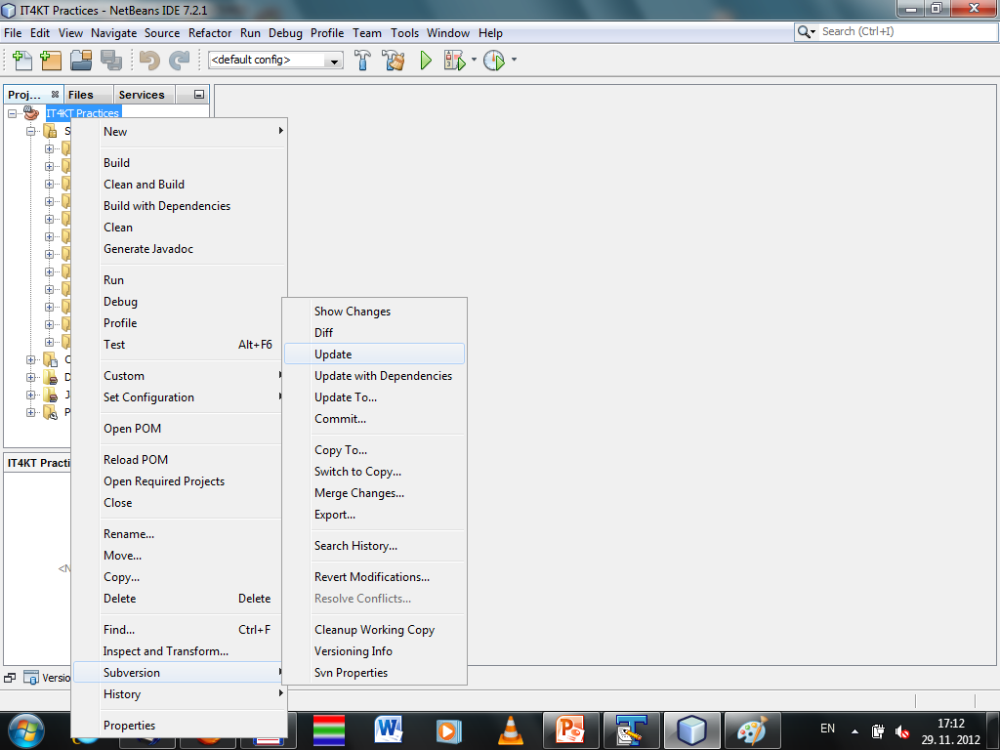 IT4KT Practices - NetBeans IDE 7.2.1
File Edit View Navigate Source Refactor Run Debug Profile Team Tools Window Help
Search (Ctrl+I)
<default config>
Proj... Files Services
IT4KT Practices
S
C
D
J
P
New
Build
Clean and Build
Build with Dependencies
Clean
Generate Javadoc
Run
Debug
Profile
Test Alt+F6
Custom
Set Configuration
Open POM
Reload POM
Open Required Projects
Close
Rename...
Move...
Copy...
Delete Delete
Find... Ctrl+F
Inspect and Transform...
Subversion
History
Properties
Show Changes
Diff
Update
Update with Dependencies
Update To...
Commit...
Copy To...
Switch to Copy...
Merge Changes...
Export...
Search History...
Revert Modifications...
Resolve Conflicts...
Cleanup Working Copy
Versioning Info
Svn Properties
IT4KT Practi
<N
Versio
EN
17:12
29.11.2012